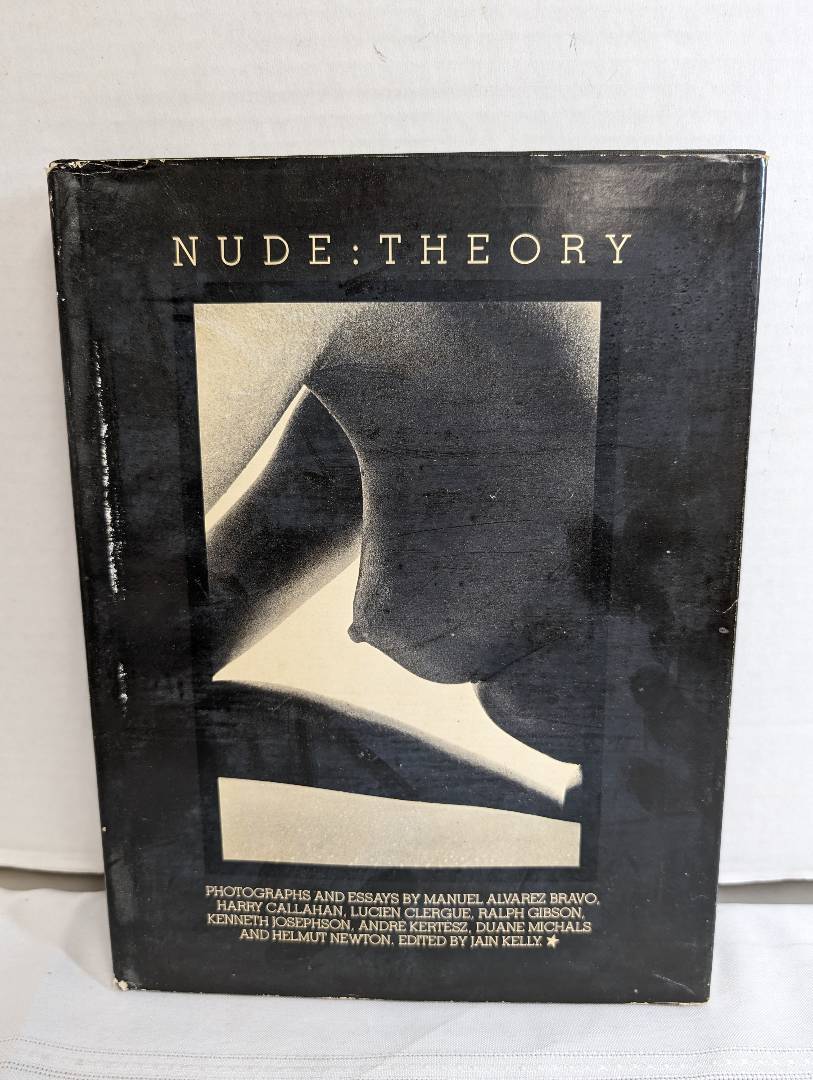 NUDE:THEORY
PHOTOGRAPHS AND ESSAYS BY MANUEL ALVAREZ BRAVO,
HARRY CALLAHAN, LUCIEN CLERGUE, RALPH GIBSON,
KENNETH JOSEPHSON, ANDRE KERTESZ, DUANE MICHALS
AND HELMUT NEWTON. EDITED BY JAIN KELLY.